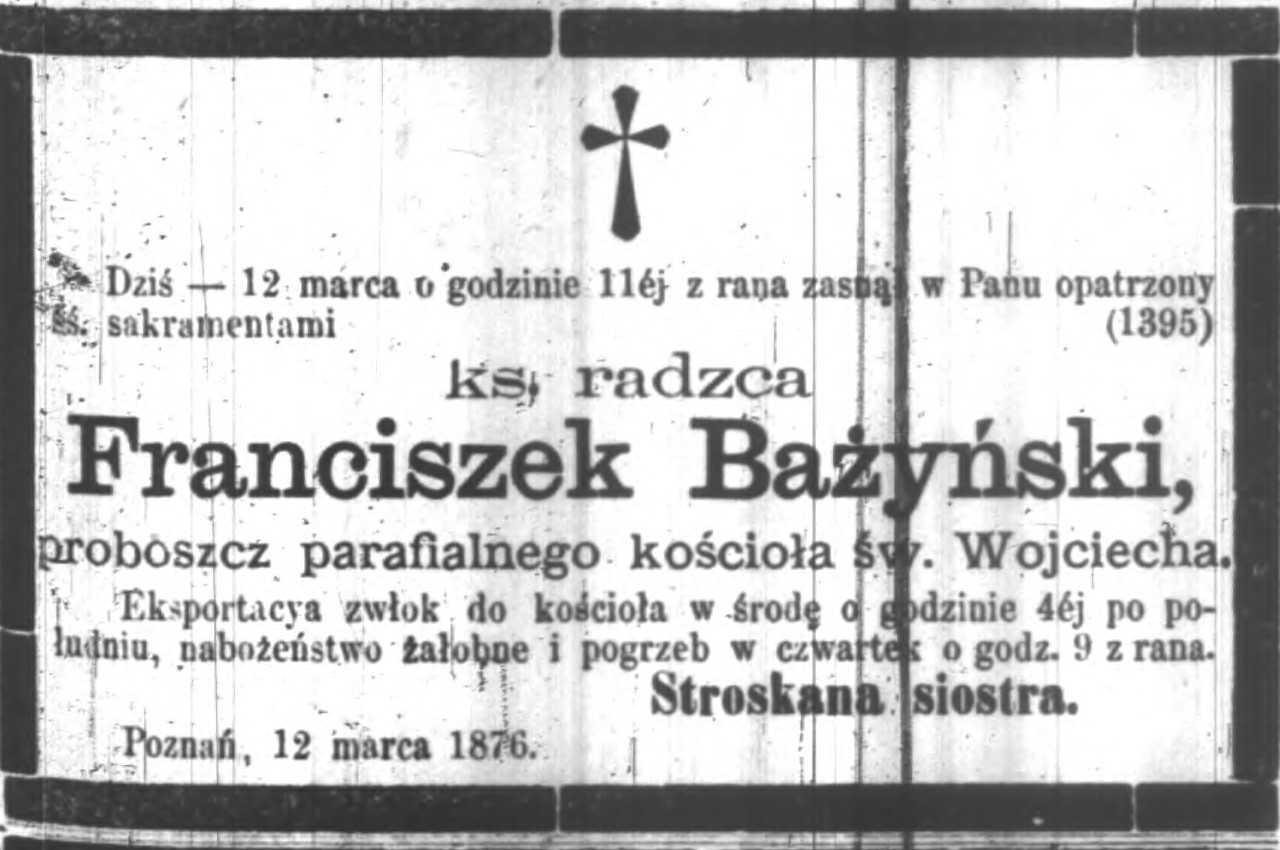 Dziś — 12 marca o godzinie 11éj z rana zasnął w Panu opatrzony
śś. sakramentami (1395)
ks. radzca
Franciszek Bażyński,
proboszcz parafialnego kościoła św. Wojciecha.
Eksportacya zwłok do kościoła w środę o godzinie 4éj po po-
łudniu, nabożeństwo żałobne i pogrzeb w czwartek o godz. 9 z rana.
Stroskana siostra.
Poznań, 12 marca 1876.